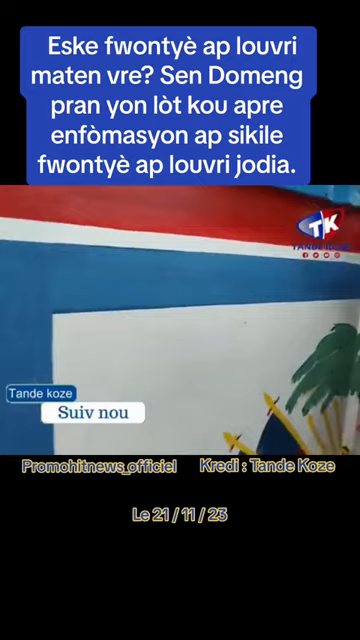 Eske fwontyè ap louvri
maten vre? Sen Domeng
pran yon lòt kou apre
enfòmasyon ap sikile
fwontyè ap louvri jodia.
TK
TANDE KOZE
Tande koze
Suiv nou
Promohitnews_officiel Kredi : Tande Koze
Le 21 / 11 / 23